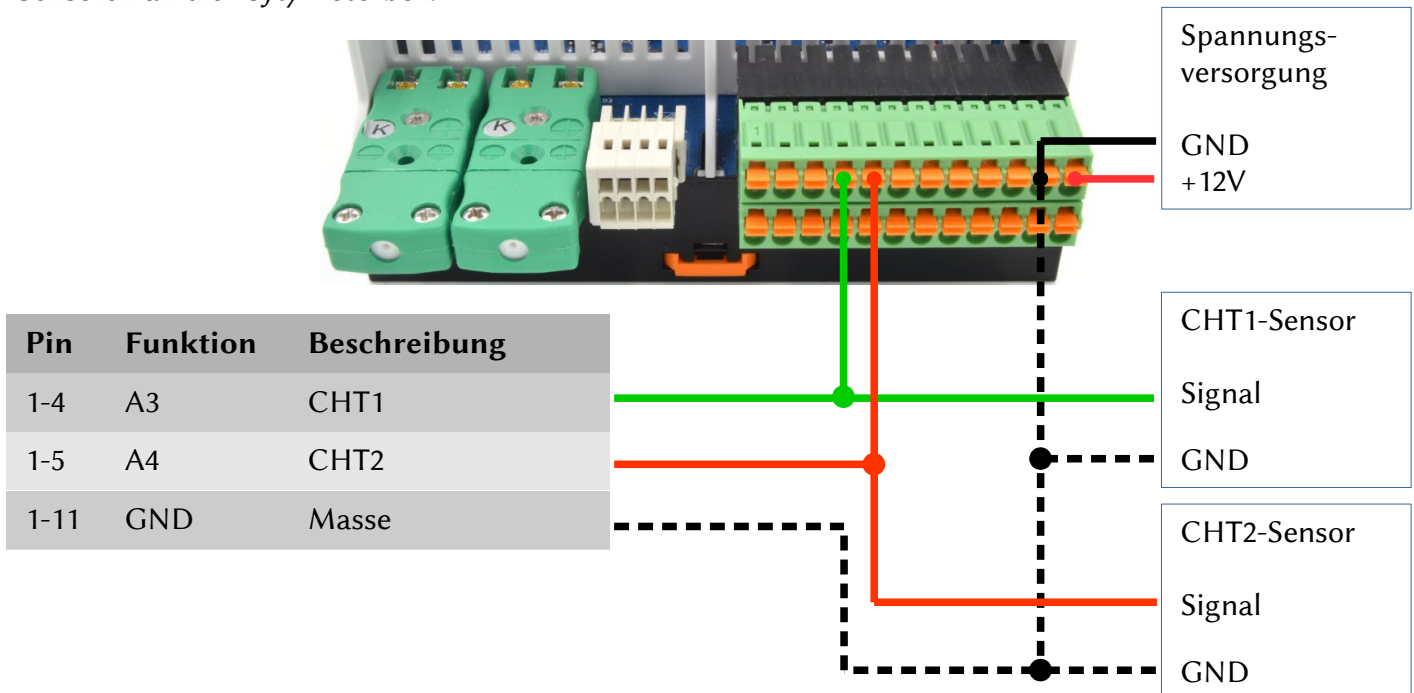 Spannungs-
versorgung
GND
+12V
K
K
1
CHT1-Sensor
Signal
GND
Pin Funktion Beschreibung
1-4 A3 CHT1
1-5 A4 CHT2
1-11 GND Masse
CHT2-Sensor
Signal
GND